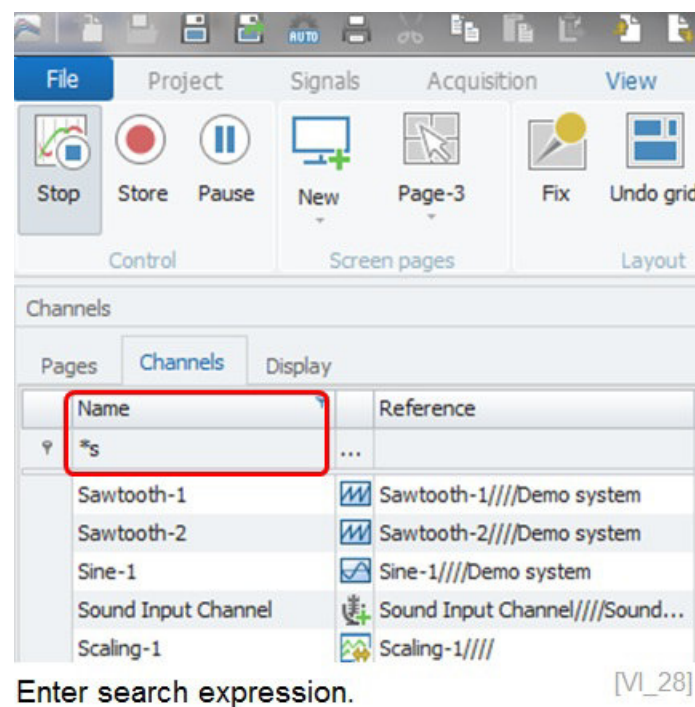 AUTO
File Project Signals Acquisition View
Stop Store Pause New Page-3 Fix Undo grid
Control Screen pages Layout
Channels
Pages Channels Display
Name Reference
*s ...
Sawtooth-1 Sawtooth-1////Demo system
Sawtooth-2 Sawtooth-2////Demo system
Sine-1 Sine-1////Demo system
Sound Input Channel Sound Input Channel////Sound...
Scaling-1 Scaling-1////
Enter search expression. [VI_28]